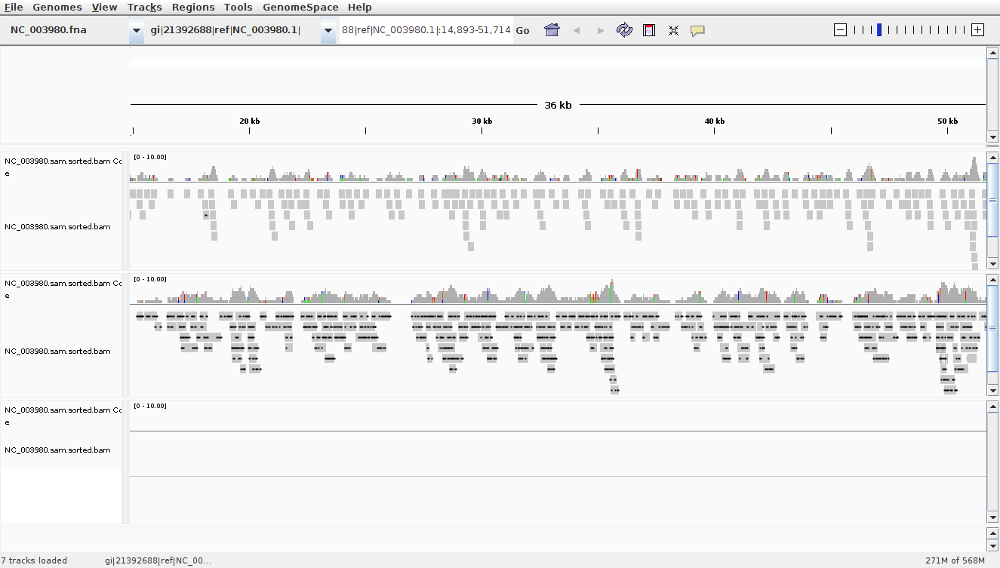 File Genomes View Tracks Regions Tools GenomeSpace Help
NC_003980.fna gi|21392688|ref|NC_003980.1| 88|ref|NC_003980.1|:14,893-51,714 Go
36 kb
20 kb 30 kb 40 kb 50 kb
NC_003980.sam.sorted.bam Cc
e
[0 - 10.00]
NC_003980.sam.sorted.bam
NC_003980.sam.sorted.bam Cc
e
[0 - 10.00]
NC_003980.sam.sorted.bam
NC_003980.sam.sorted.bam Cc
e
[0 - 10.00]
NC_003980.sam.sorted.bam
7 tracks loaded gi|21392688|ref|NC_00... 271M of 568M